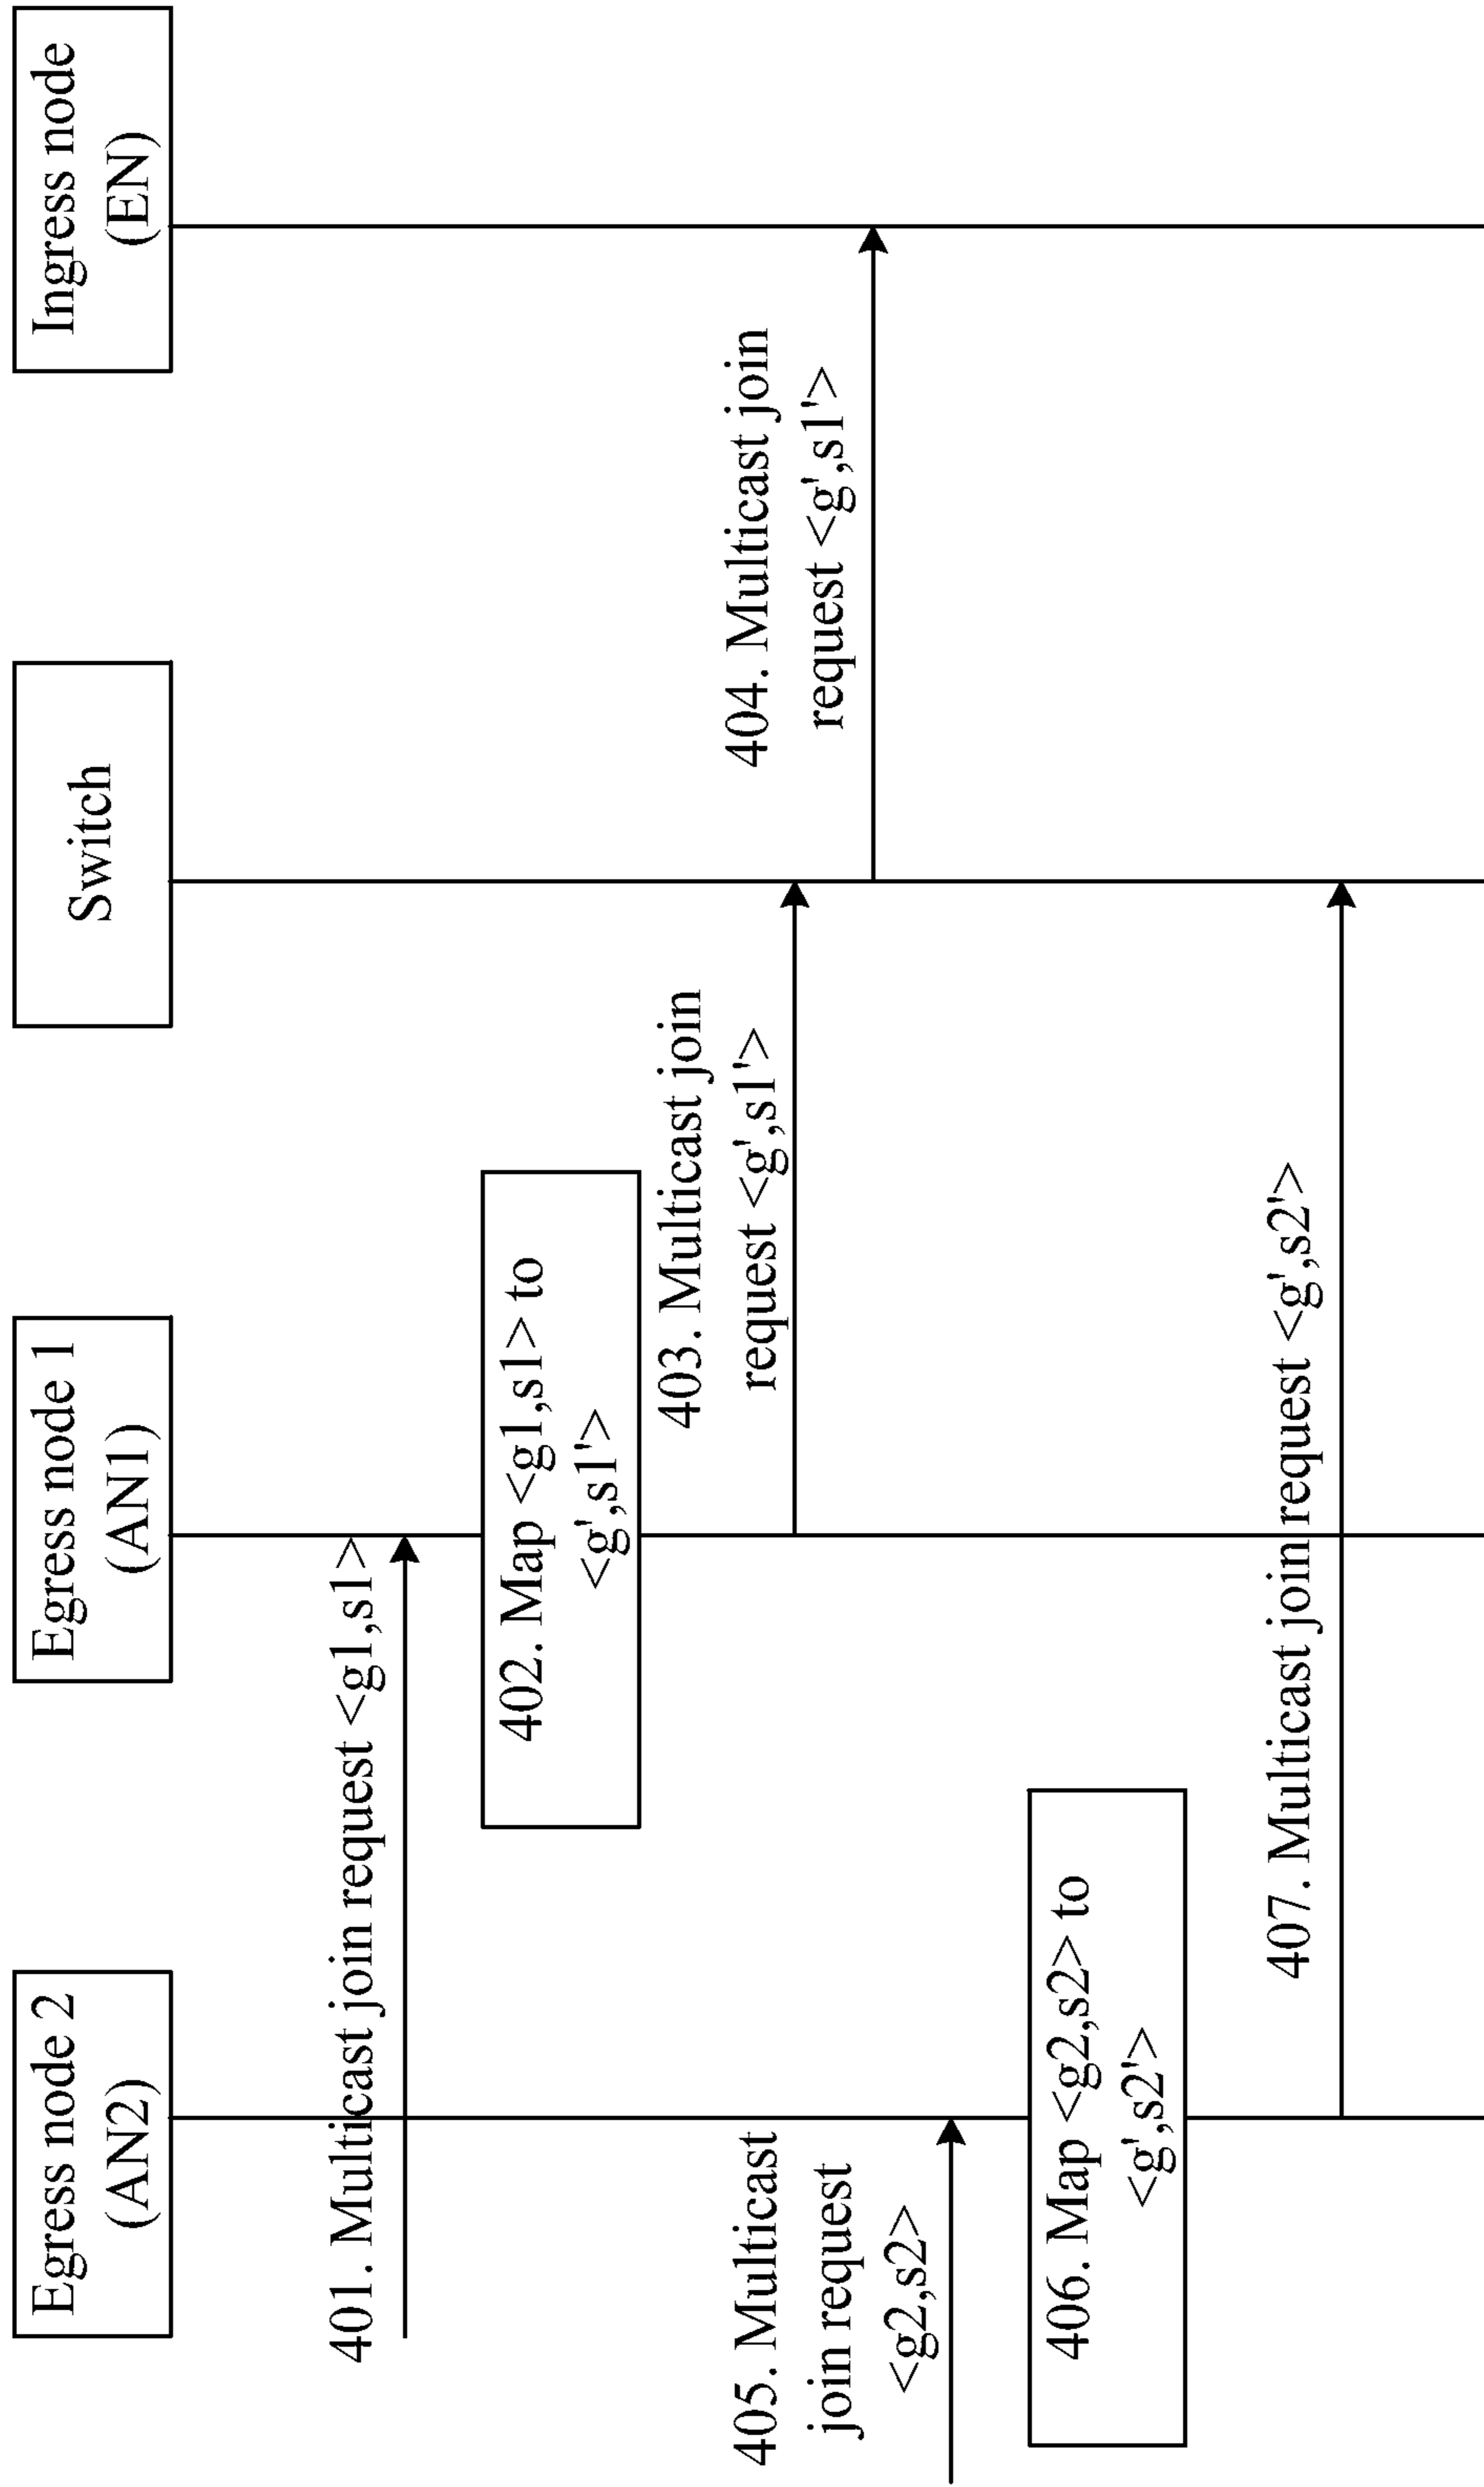 Egress node 2
(AN2)
Egress node 1
(AN1)
Switch
Ingress node
(EN)
401. Multicast join request <g1,s1>
402. Map <g1,s1> to
<g',s1'>
403. Multicast join
request <g',s1'>
404. Multicast join
request <g',s1'>
405. Multicast
join request
<g2,s2>
406. Map <g2,s2> to
<g',s2'>
407. Multicast join request <g',s2'>